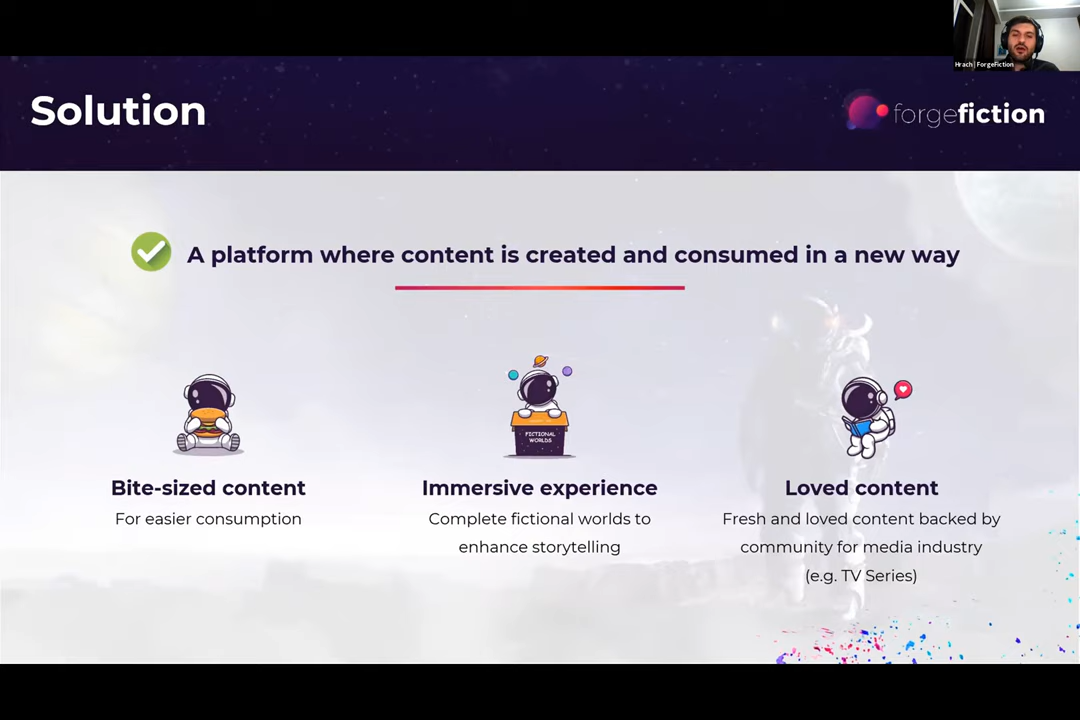 Hrach | ForgeFiction
Solution
forgefiction
A platform where content is created and consumed in a new way
FICTIONAL
WORLDS
Bite-sized content
For easier consumption
Immersive experience
Complete fictional worlds to
enhance storytelling
Loved content
Fresh and loved content backed by
community for media industry
(e.g. TV Series)